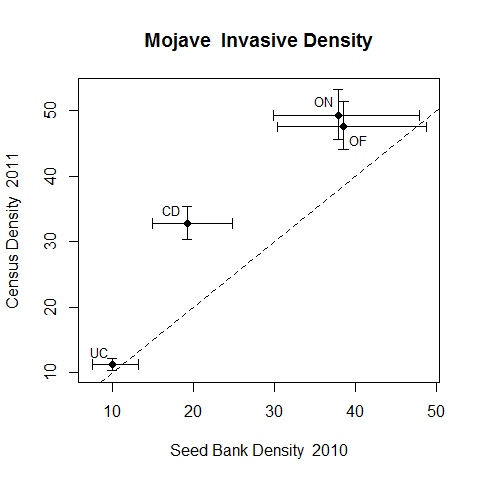 Mojave  Invasive Density
Census Density  2011
50
40
30
20
10
ON
OF
CD
UC
10 20 30 40 50
Seed Bank Density  2010